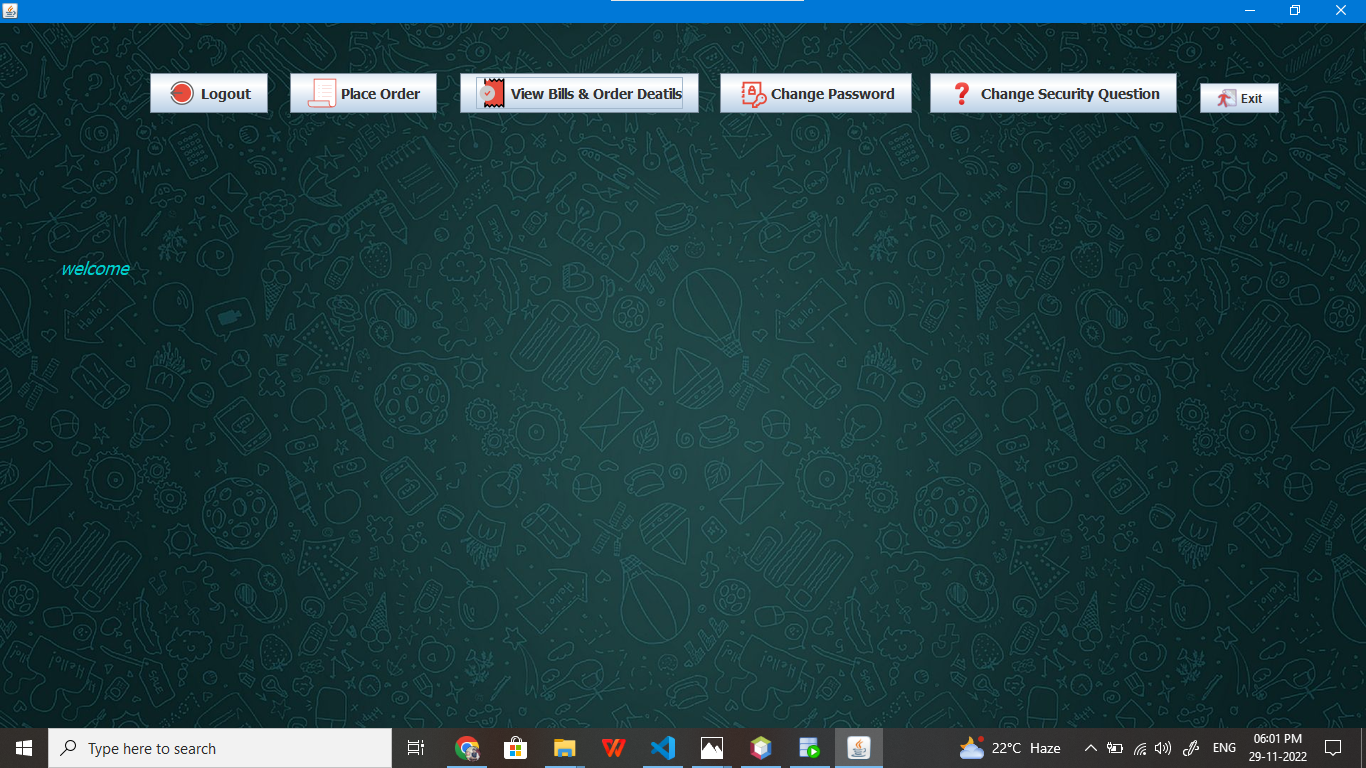 Logout
Place Order
View Bills & Order Deatils
Change Password
Change Security Question
Exit
welcome
Type here to search
22°C Haze
ENG
06:01 PM
29-11-2022